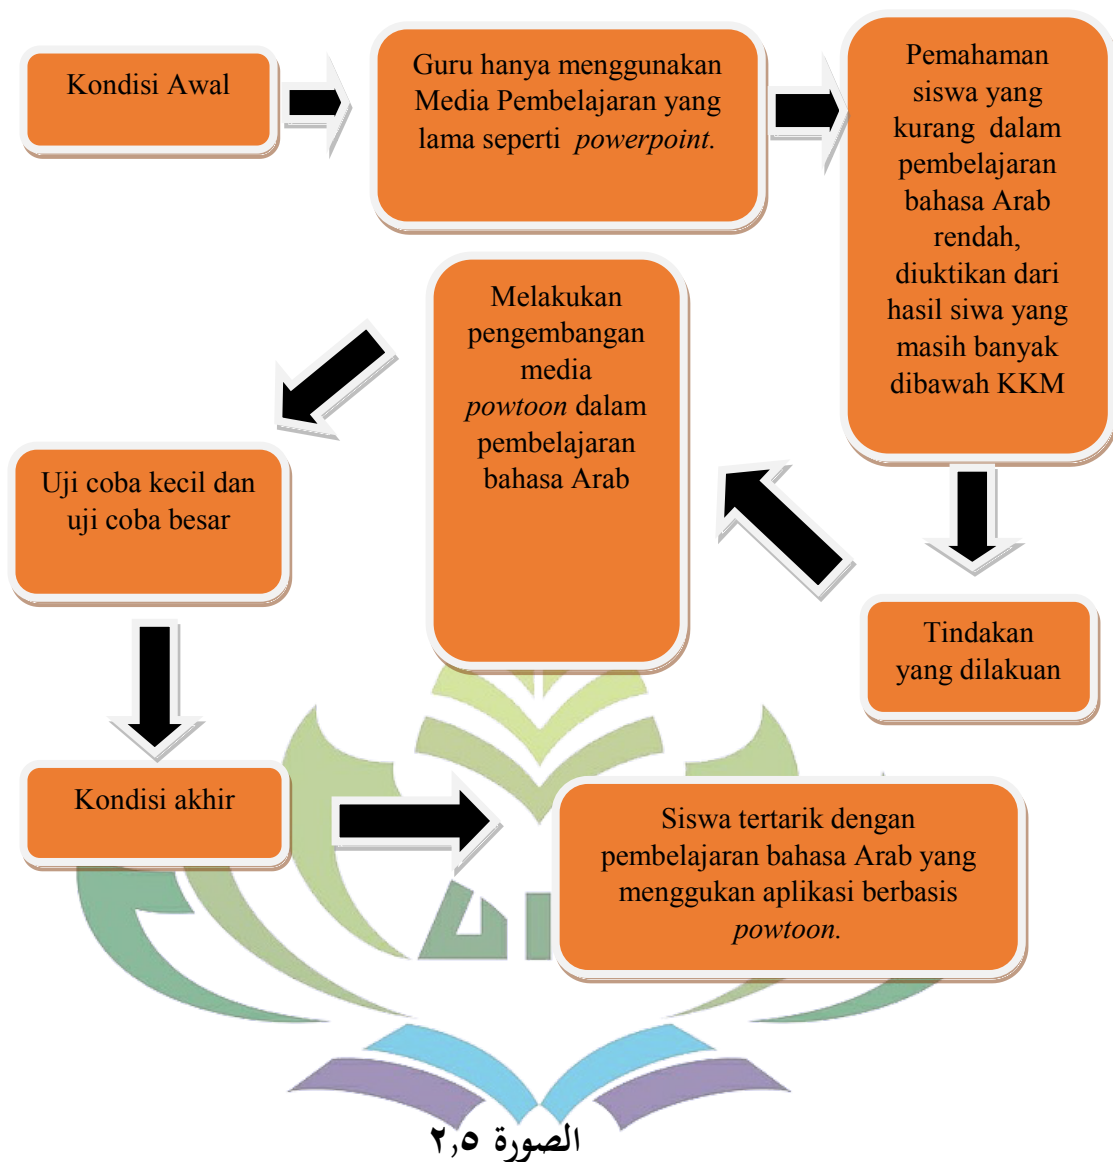 Kondisi Awal
Guru hanya menggunakan
Media Pembelajaran yang
lama seperti powerpoint.
Pemahaman
siswa yang
kurang dalam
pembelajaran
bahasa Arab
rendah,
diuktikan dari
hasil siwa yang
masih banyak
dibawah KKM
Tindakan
yang dilakuan
Melakukan
pengembangan
media
powtoon dalam
pembelajaran
bahasa Arab
Uji coba kecil dan
uji coba besar
Kondisi akhir
Siswa tertarik dengan
pembelajaran bahasa Arab yang
menggukan aplikasi berbasis
powtoon.
الصورة ٢,٥